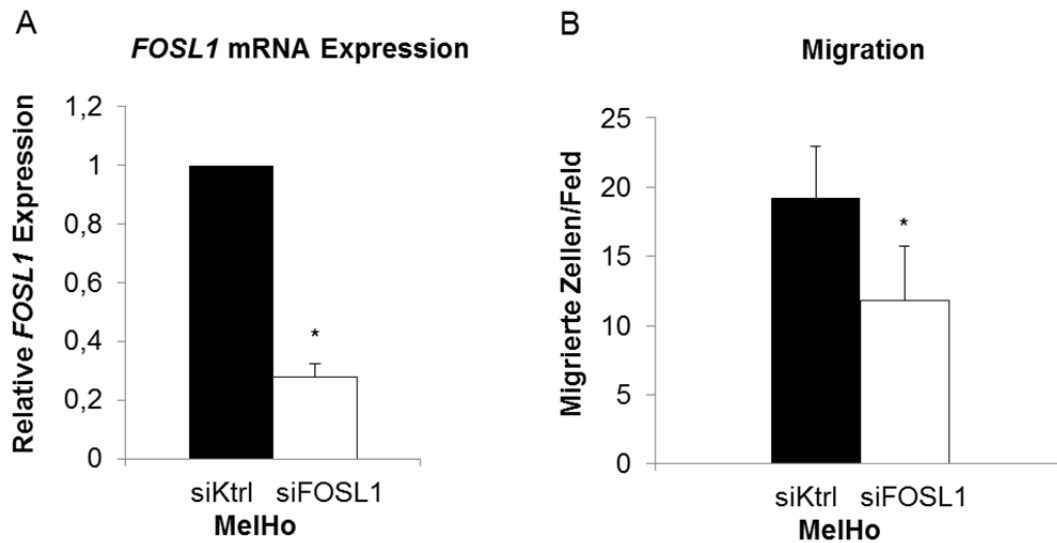 A
FOSL1 mRNA Expression
Relative FOSL1 Expression
1,2
1
0,8
0,6
0,4
0,2
0
*
siKtrl siFOSL1
MelHo
B
Migration
Migrierte Zellen/Feld
25
20
15
10
5
0
*
siKtrl siFOSL1
MelHo